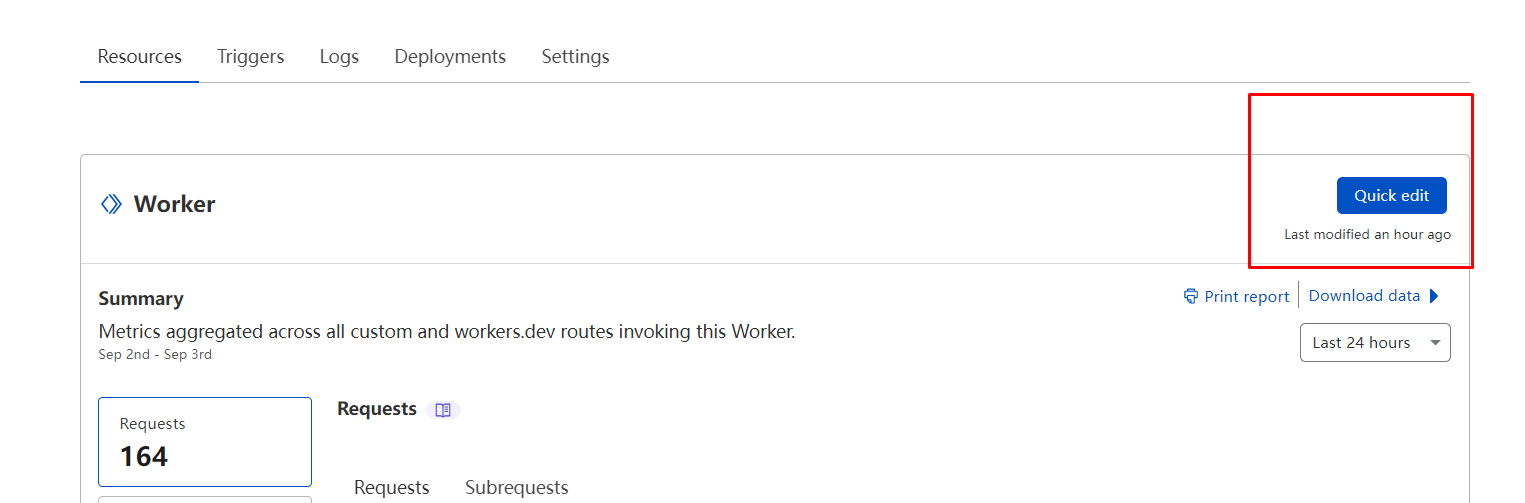 Resources Triggers Logs Deployments Settings
Worker
Quick edit
Last modified an hour ago
Summary
Print report Download data
Metrics aggregated across all custom and workers.dev routes invoking this Worker.
Sep 2nd - Sep 3rd
Last 24 hours
Requests
164
Requests
Requests Subrequests